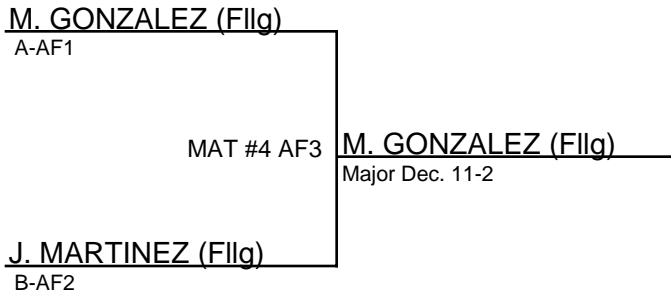 M. GONZALEZ (Fllg)
A-AF1
MAT #4 AF3
M. GONZALEZ (Fllg)
Major Dec. 11-2
J. MARTINEZ (Fllg)
B-AF2